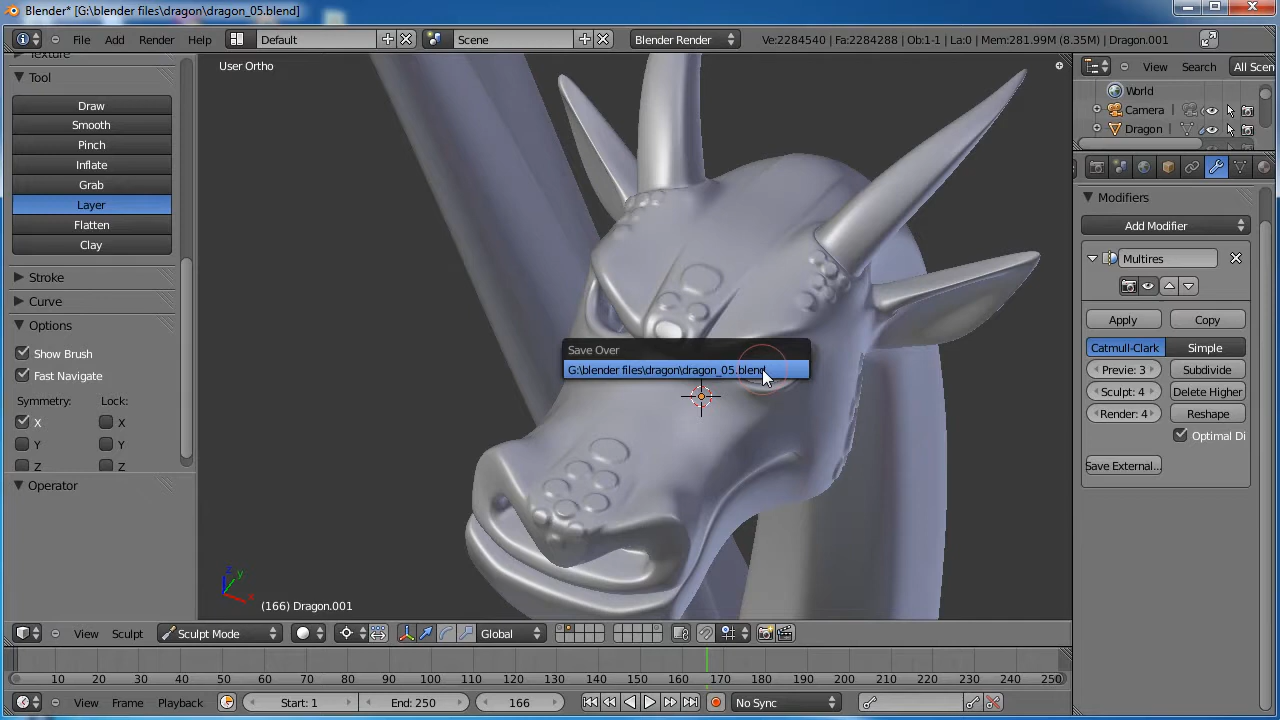 Blender* [G:\blender files\dragon\dragon_05.blend]
File Add Render Help Default Scene Blender Render Ve:2284540 | Fa:2284288 | Ob:1-1 | La:0 | Mem:281.99M (8.35M) | Dragon.001
Texture
Tool
Draw
Smooth
Pinch
Inflate
Grab
Layer
Flatten
Clay
Stroke
Curve
Options
Show Brush
Fast Navigate
Symmetry: Lock:
X X
Y Y
Z Z
Operator
User Ortho
Save Over
G:\blender files\dragon\dragon_05.blend
z
y
x
(166) Dragon.001
View Search All Scen
World
Camera
Dragon
Modifiers
Add Modifier
Multires
Apply Copy
Catmull-Clark Simple
Previe: 3 Subdivide
Sculpt: 4 Delete Higher
Render: 4 Reshape
Optimal Di
Save External...
View Sculpt Sculpt Mode Global
10 20 30 40 50 60 70 80 90 100 110 120 130 140 150 160 170 180 190 200 210 220 230 240 250
View Frame Playback Start: 1 End: 250 166 No Sync